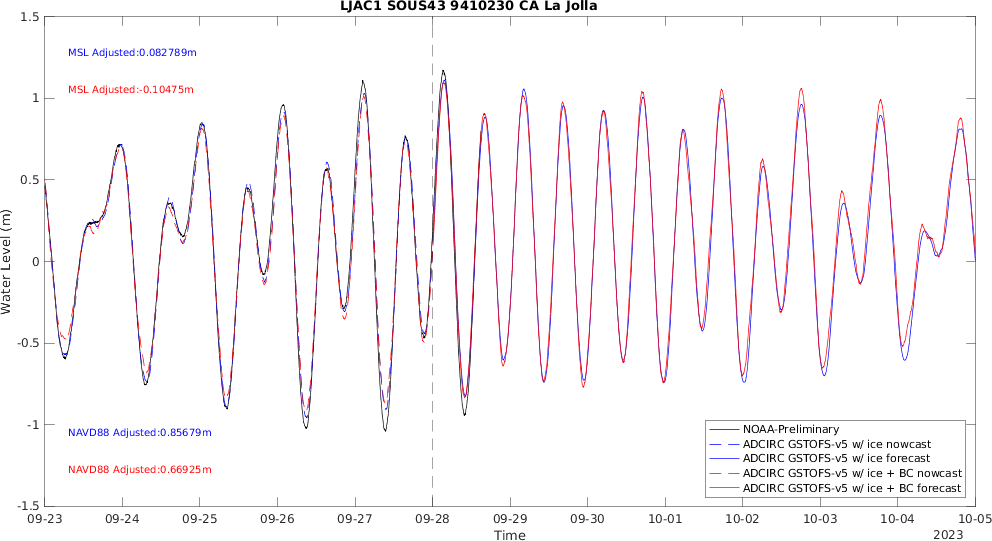 LJAC1 SOUS43 9410230 CA La Jolla
1.5
MSL Adjusted:0.082789m
1
MSL Adjusted:-0.10475m
0.5
0
Water Level (m)
-0.5
-1
NAVD88 Adjusted:0.85679m
NAVD88 Adjusted:0.66925m
-1.5
NOAA-Preliminary
ADCIRC GSTOFS-v5 w/ ice nowcast
ADCIRC GSTOFS-v5 w/ ice forecast
ADCIRC GSTOFS-v5 w/ ice + BC nowcast
ADCIRC GSTOFS-v5 w/ ice + BC forecast
09-23 09-24 09-25 09-26 09-27 09-28 09-29 09-30 10-01 10-02 10-03 10-04 10-05
Time
2023